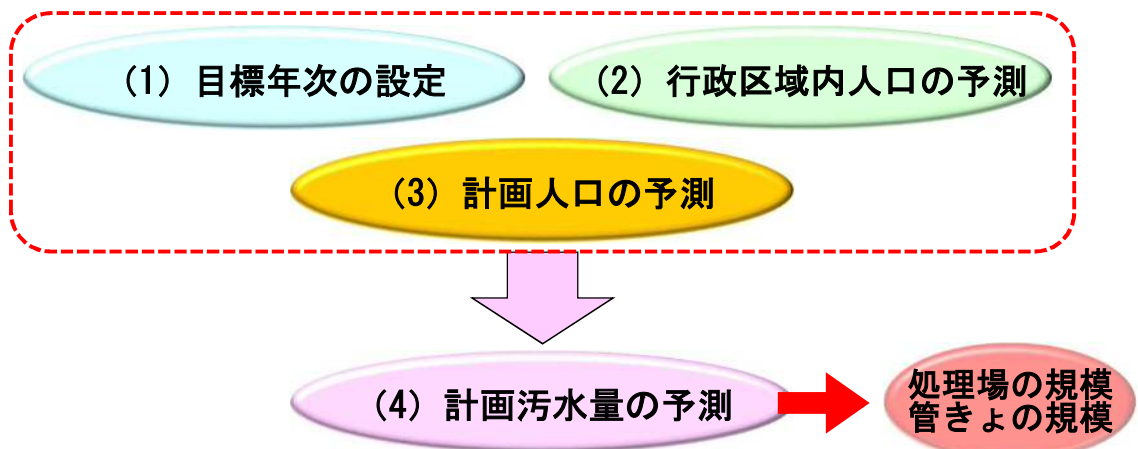 (1) 目標年次の設定
(2) 行政区域内人口の予測
(3) 計画人口の予測
(4) 計画汚水量の予測
処理場の規模
管きょの規模